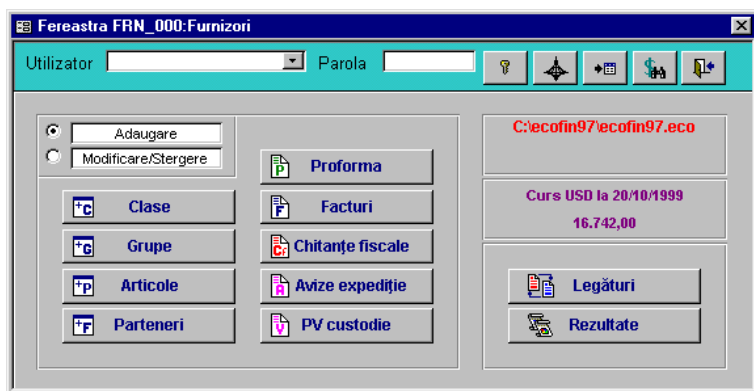 Fereastra FRN_000:Furnizori
Utilizator Parola
Adaugare
Modificare/Stergere
Clase
Grupe
Articole
Parteneri
Proforma
Facturi
Chitanțe fiscale
Avize expediție
PV custodie
C:\ecofin97\ecofin97.eco
Curs USD la 20/10/1999
16.742,00
Legături
Rezultate